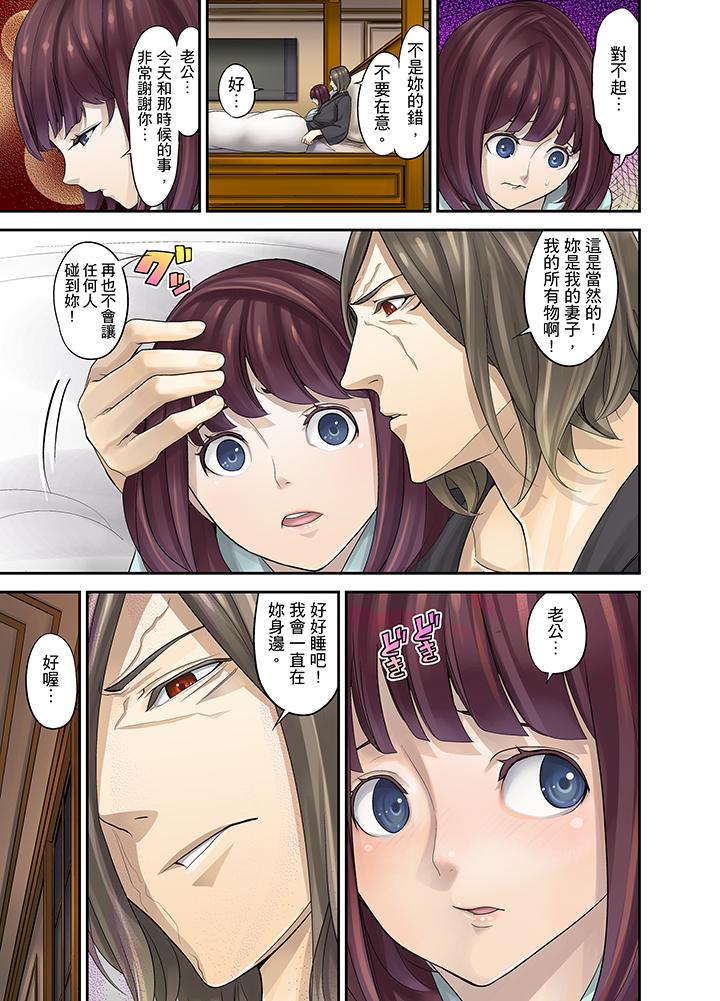 對不起…
不是妳的錯，
不要在意。
好…
老公…
今天和那時候的事，
非常謝謝你…
這是當然的！
妳是我的妻子，
我的所有物啊！
グッ
再也不會讓
任何人
碰到妳！
老公…
どき
どき
好好睡吧！
我會一直在
妳身邊。
好喔…